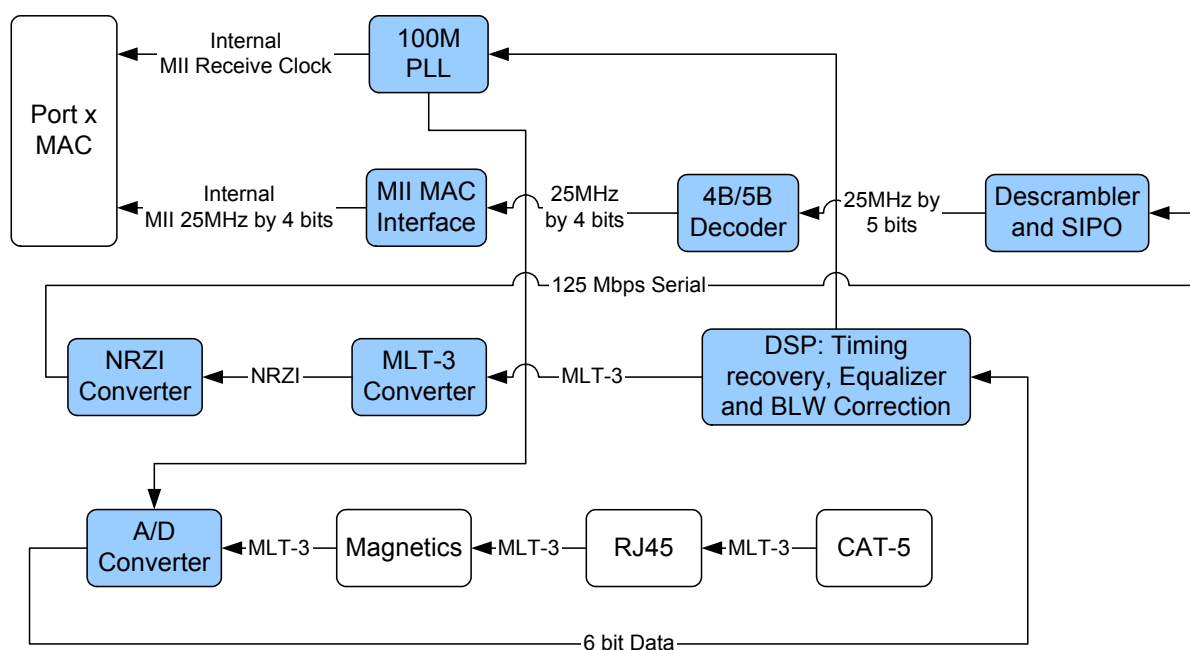 Port x
MAC
Internal
MII Receive Clock
100M
PLL
Internal
MII 25MHz by 4 bits
MII MAC
Interface
25MHz
by 4 bits
4B/5B
Decoder
25MHz by
5 bits
Descrambler
and SIPO
125 Mbps Serial
NRZI
Converter
NRZI
MLT-3
Converter
MLT-3
DSP: Timing
recovery, Equalizer
and BLW Correction
A/D
Converter
MLT-3
Magnetics
MLT-3
RJ45
MLT-3
CAT-5
6 bit Data